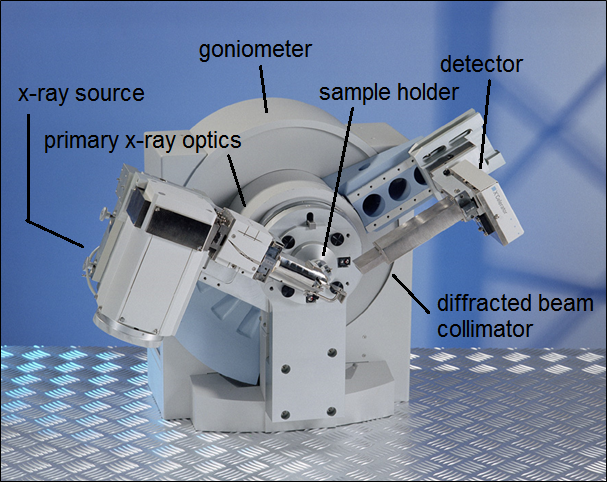 goniometer
detector
sample holder
x-ray source
primary x-ray optics
diffracted beam
collimator